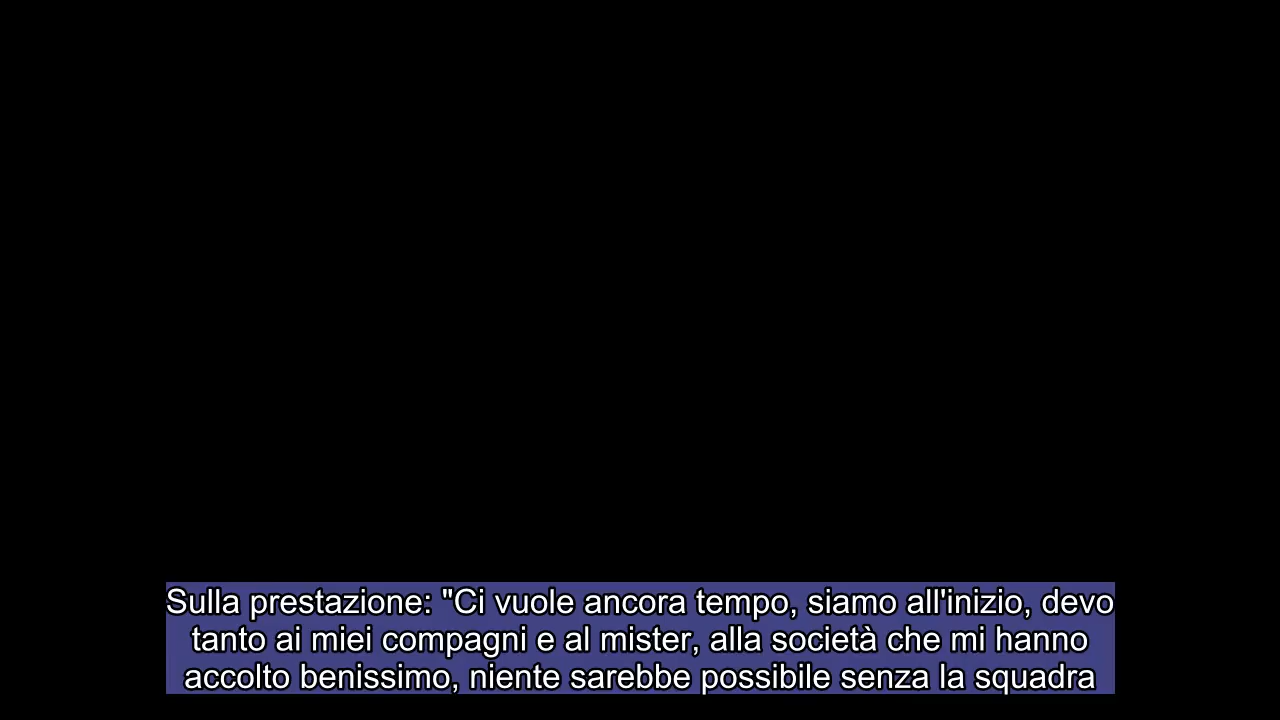 Sulla prestazione: "Ci vuole ancora tempo, siamo all'inizio, devo
tanto ai miei compagni e al mister, alla società che mi hanno
accolto benissimo, niente sarebbe possibile senza la squadra